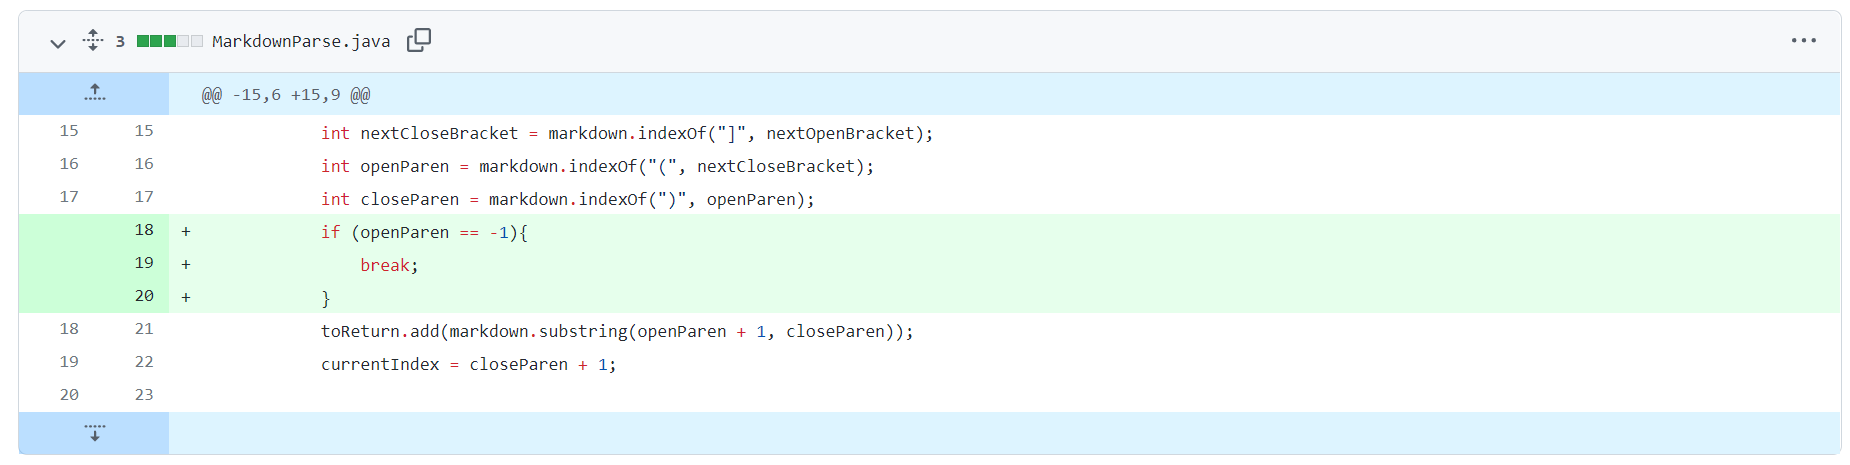 3 MarkdownParse.java ...
@@ -15,6 +15,9 @@
15 15 int nextCloseBracket = markdown.indexOf("]", nextOpenBracket);
16 16 int openParen = markdown.indexOf("(", nextCloseBracket);
17 17 int closeParen = markdown.indexOf(")", openParen);
18 + if (openParen == -1){
19 + break;
20 + }
18 21 toReturn.add(markdown.substring(openParen + 1, closeParen));
19 22 currentIndex = closeParen + 1;
20 23